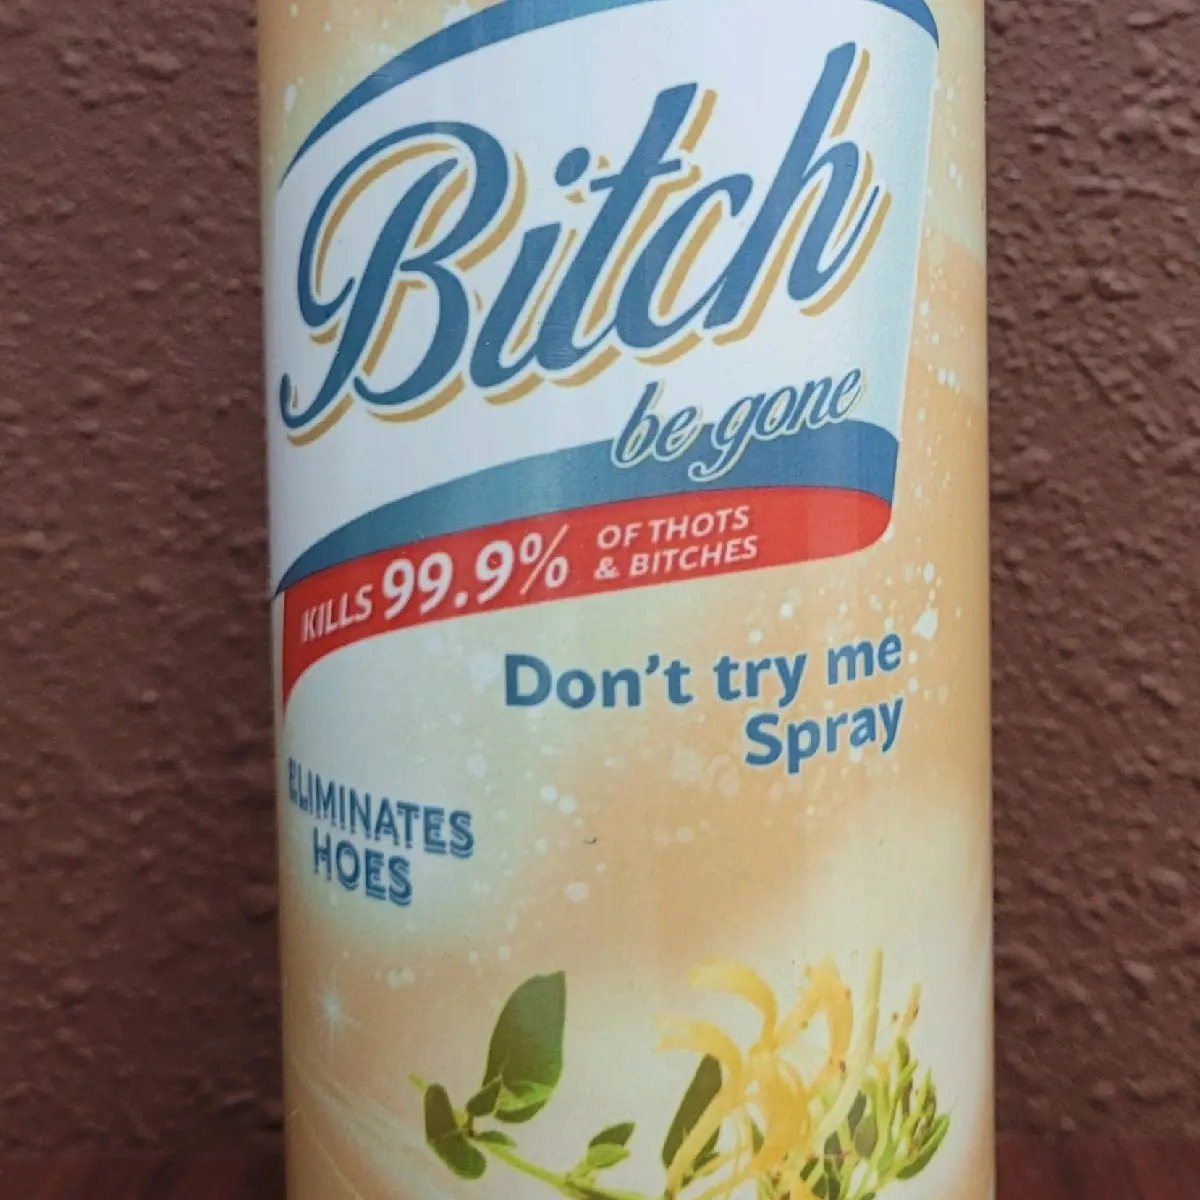 Bitch
be gone
KILLS 99.9% OF THOTS
& BITCHES
Don't try me
Spray
ELIMINATES
HOES